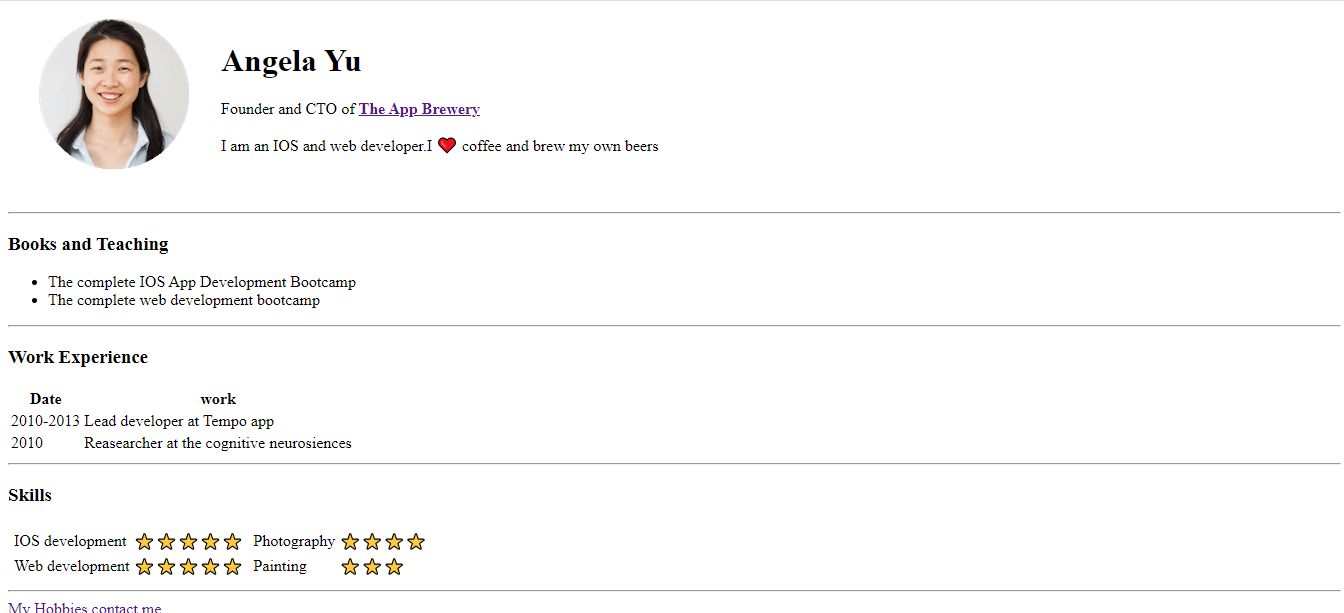 Angela Yu
Founder and CTO of The App Brewery
I am an IOS and web developer.I ❤️ coffee and brew my own beers
Books and Teaching
• The complete IOS App Development Bootcamp
• The complete web development bootcamp
Work Experience
Date work
2010-2013 Lead developer at Tempo app
2010 Reasearcher at the cognitive neurosiences
Skills
IOS development ⭐⭐⭐⭐⭐ Photography ⭐⭐⭐⭐
Web development ⭐⭐⭐⭐⭐ Painting ⭐⭐⭐
My Hobbies contact me